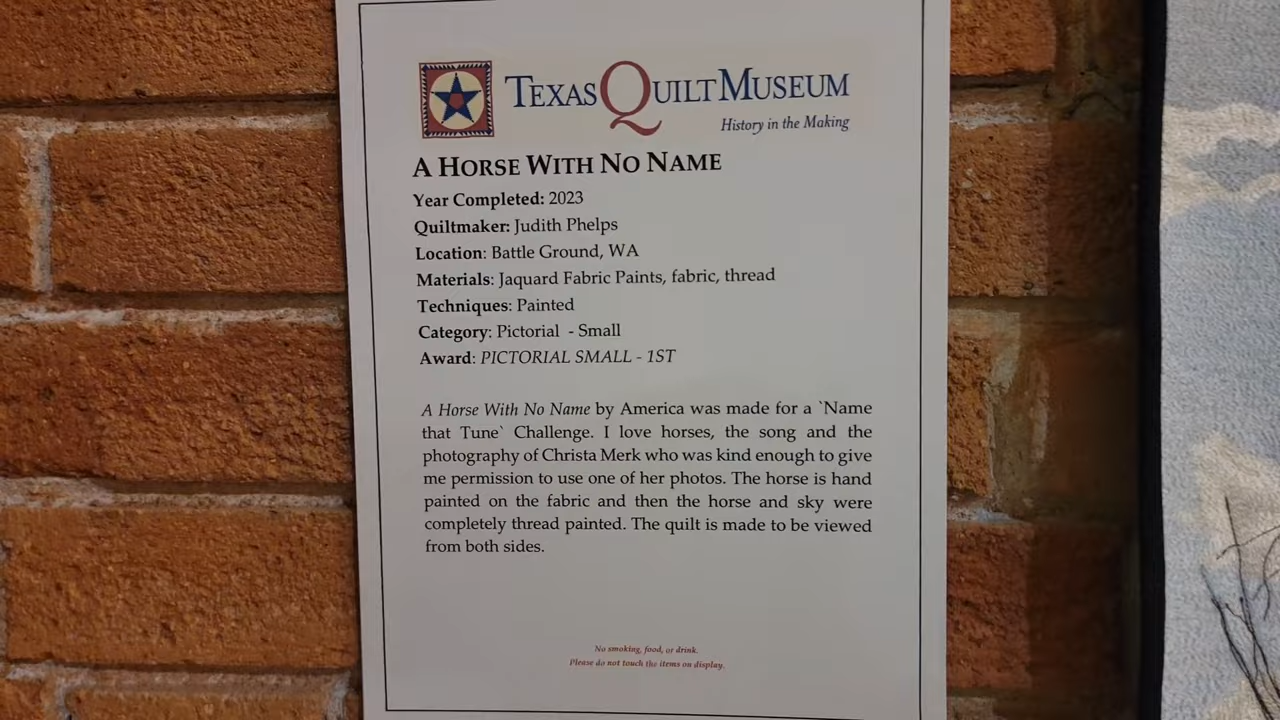 TEXAS QUILT MUSEUM
History in the Making
A HORSE WITH NO NAME
Year Completed: 2023
Quiltmaker: Judith Phelps
Location: Battle Ground, WA
Materials: Jaquard Fabric Paints, fabric, thread
Techniques: Painted
Category: Pictorial - Small
Award: PICTORIAL SMALL - 1ST
A Horse With No Name by America was made for a `Name
that Tune` Challenge. I love horses, the song and the
photography of Christa Merk who was kind enough to give
me permission to use one of her photos. The horse is hand
painted on the fabric and then the horse and sky were
completely thread painted. The quilt is made to be viewed
from both sides.
No smoking, food, or drink.
Please do not touch the items on display.